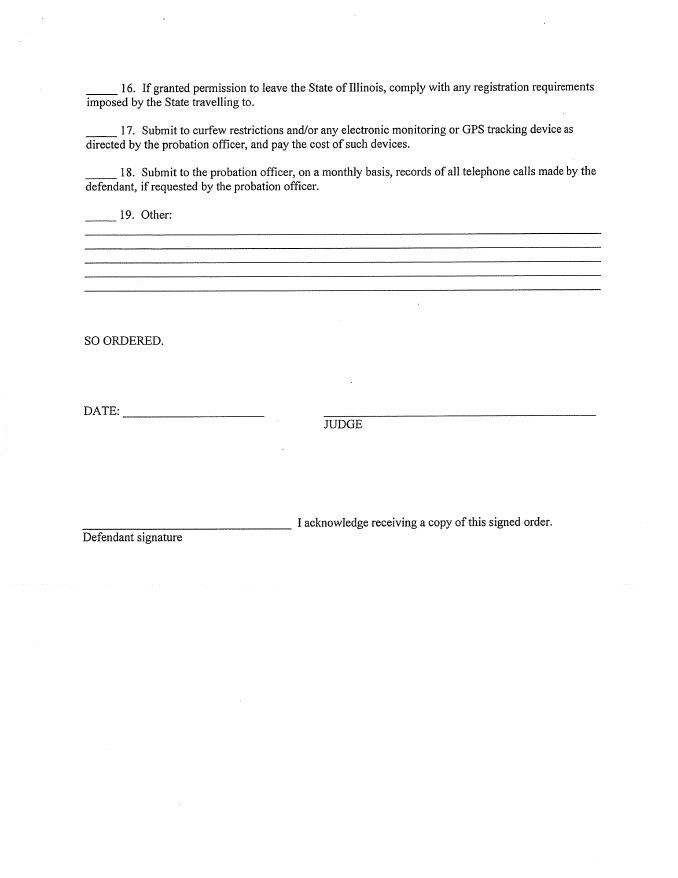 _____ 16. If granted permission to leave the State of Illinois, comply with any registration requirements
imposed by the State travelling to.
_____ 17. Submit to curfew restrictions and/or any electronic monitoring or GPS tracking device as
directed by the probation officer, and pay the cost of such devices.
_____ 18. Submit to the probation officer, on a monthly basis, records of all telephone calls made by the
defendant, if requested by the probation officer.
_____ 19. Other:
SO ORDERED.
DATE: _______________________
JUDGE
__________________________________ I acknowledge receiving a copy of this signed order.
Defendant signature